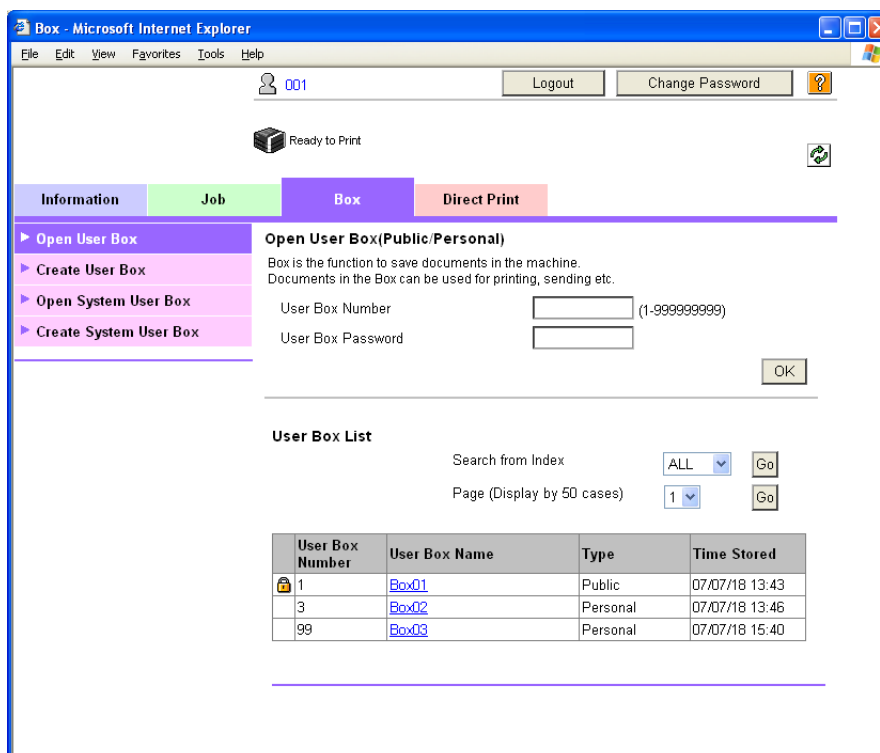 Box - Microsoft Internet Explorer
File Edit View Favorites Tools Help
001 Logout Change Password ?
Ready to Print
Information Job Box Direct Print
Open User Box
Create User Box
Open System User Box
Create System User Box
Open User Box(Public/Personal)
Box is the function to save documents in the machine.
Documents in the Box can be used for printing, sending etc.
User Box Number (1-999999999)
User Box Password
OK
User Box List
Search from Index ALL Go
Page (Display by 50 cases) 1 Go
User Box Number User Box Name Type Time Stored
1 Box01 Public 07/07/18 13:43
3 Box02 Personal 07/07/18 13:46
99 Box03 Personal 07/07/18 15:40